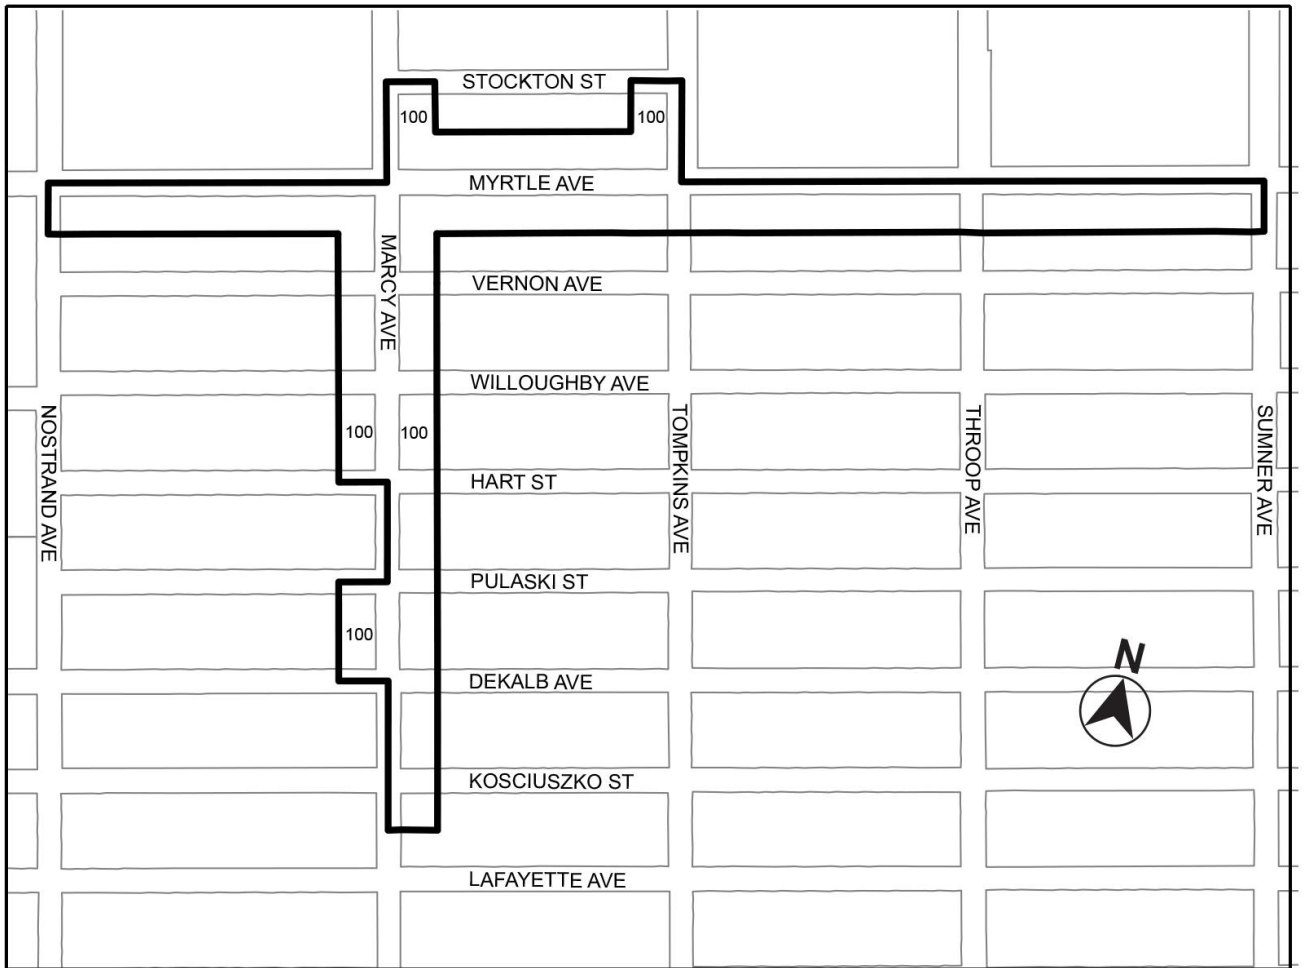 STOCKTON ST
100
100
MYRTLE AVE
MARCY AVE
VERNON AVE
WILLOUGHBY AVE
NOSTRAND AVE
100
100
TOMPKINS AVE
THROOP AVE
SUMNER AVE
HART ST
PULASKI ST
100
N
DEKALB AVE
KOSCIUSZKO ST
LAFAYETTE AVE